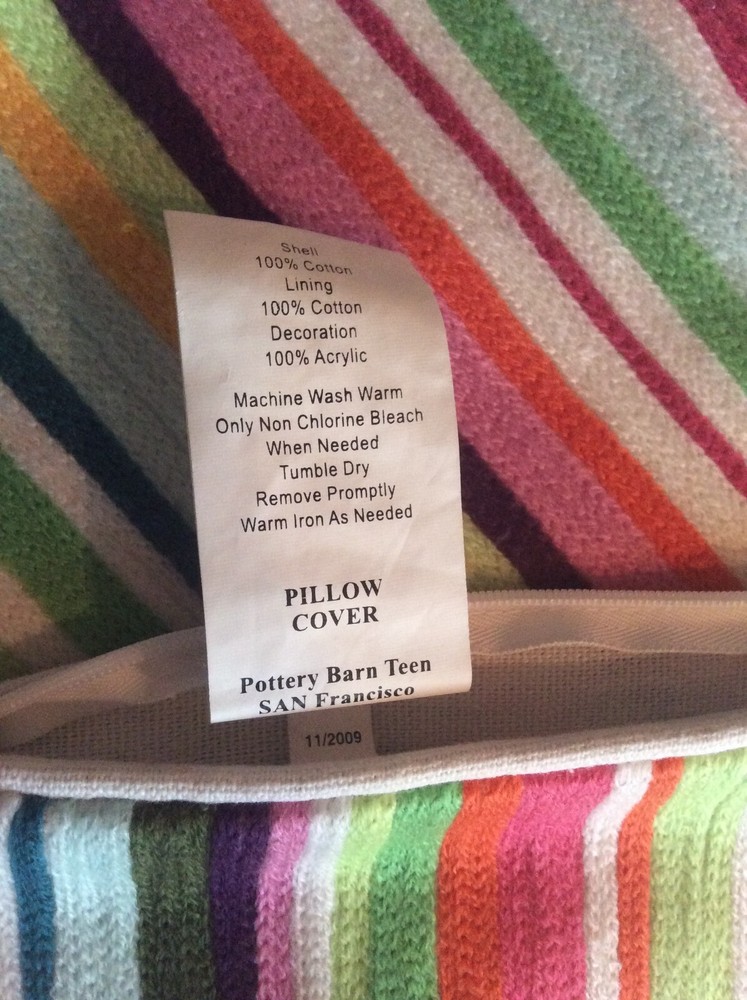 Shell
100% Cotton
Lining
100% Cotton
Decoration
100% Acrylic
Machine Wash Warm
Only Non Chlorine Bleach
When Needed
Tumble Dry
Remove Promptly
Warm Iron As Needed
PILLOW
COVER
Pottery Barn Teen
SAN Francisco
11/2009